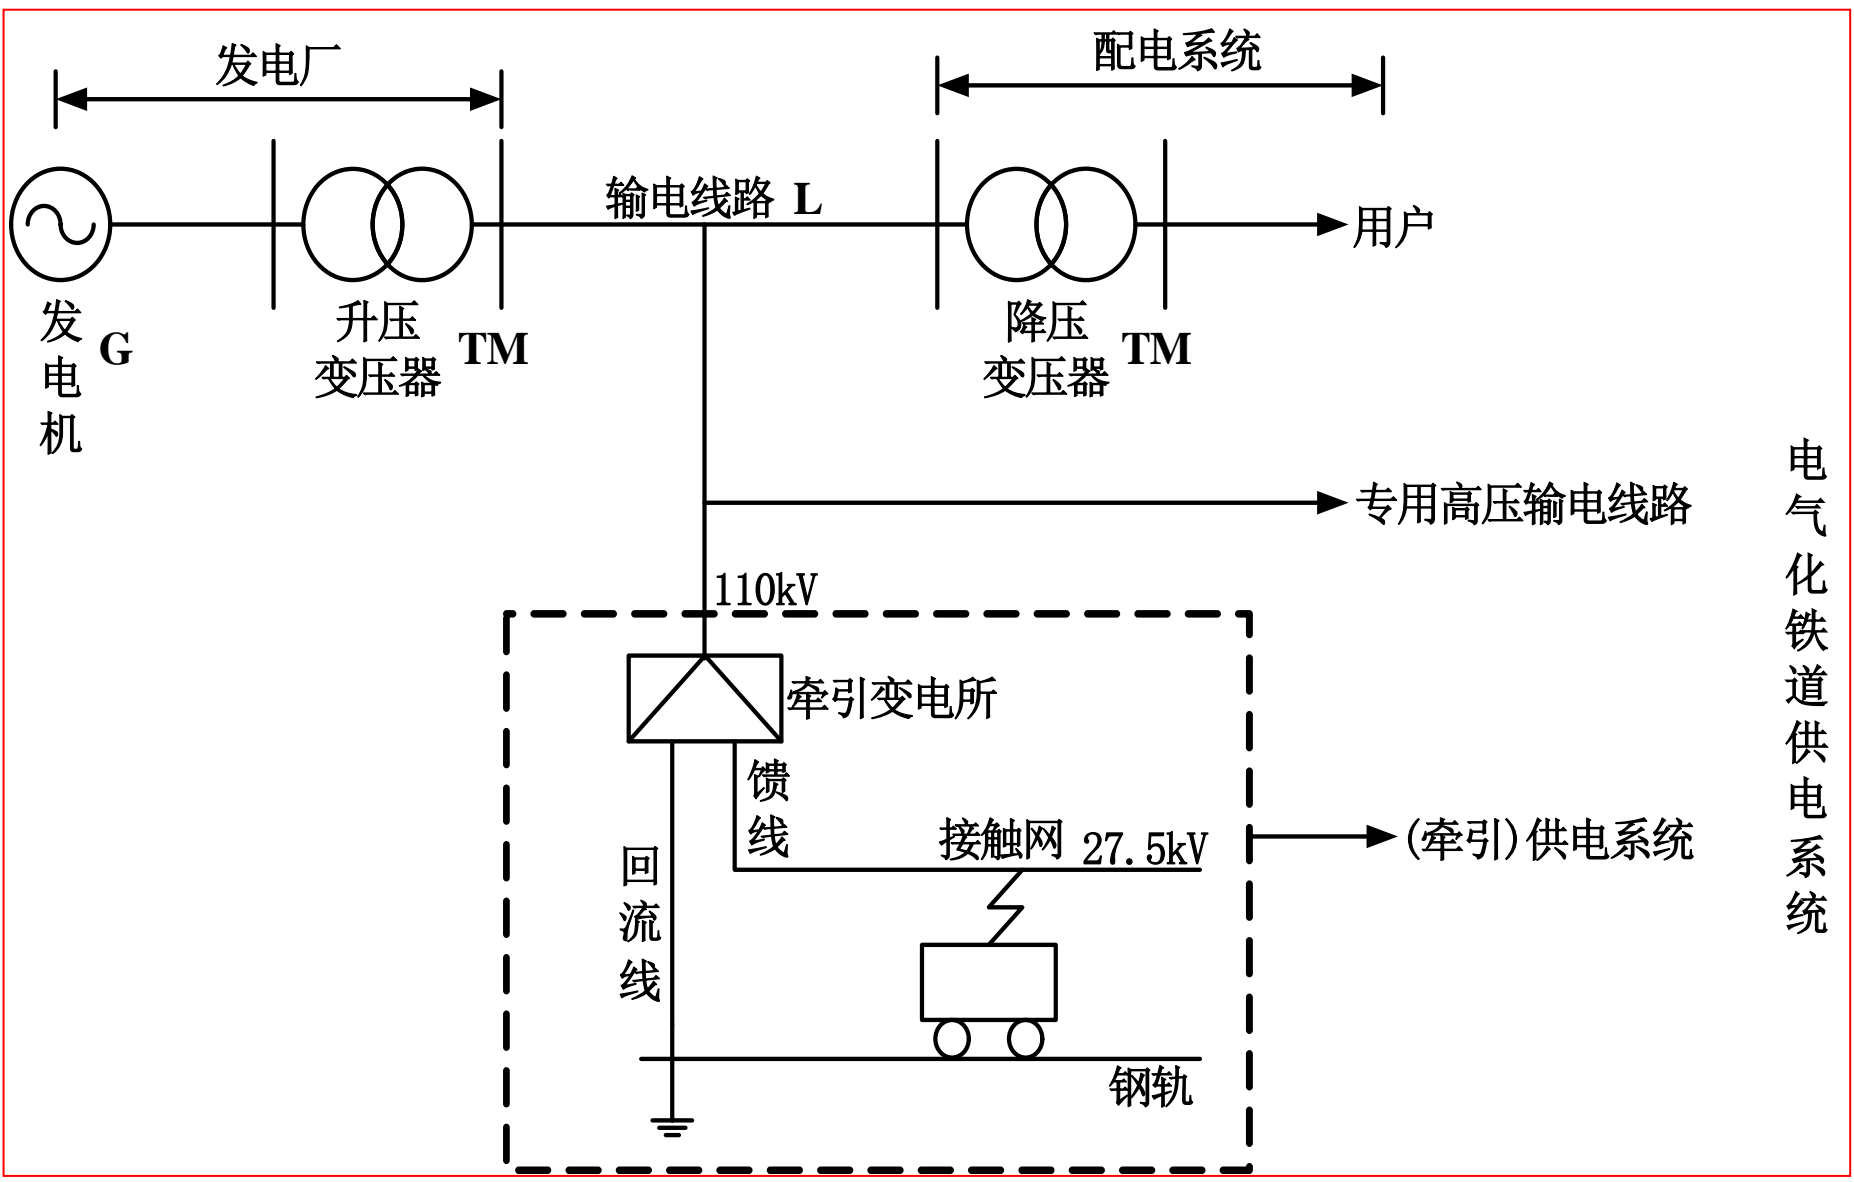 发电厂
配电系统
输电线路 L
用户
发电机 G
升压
变压器 TM
降压
变压器 TM
专用高压输电线路
110kV
牵引变电所
馈线
接触网 27.5kV
回流线
钢轨
(牵引)供电系统
电气化铁道供电系统